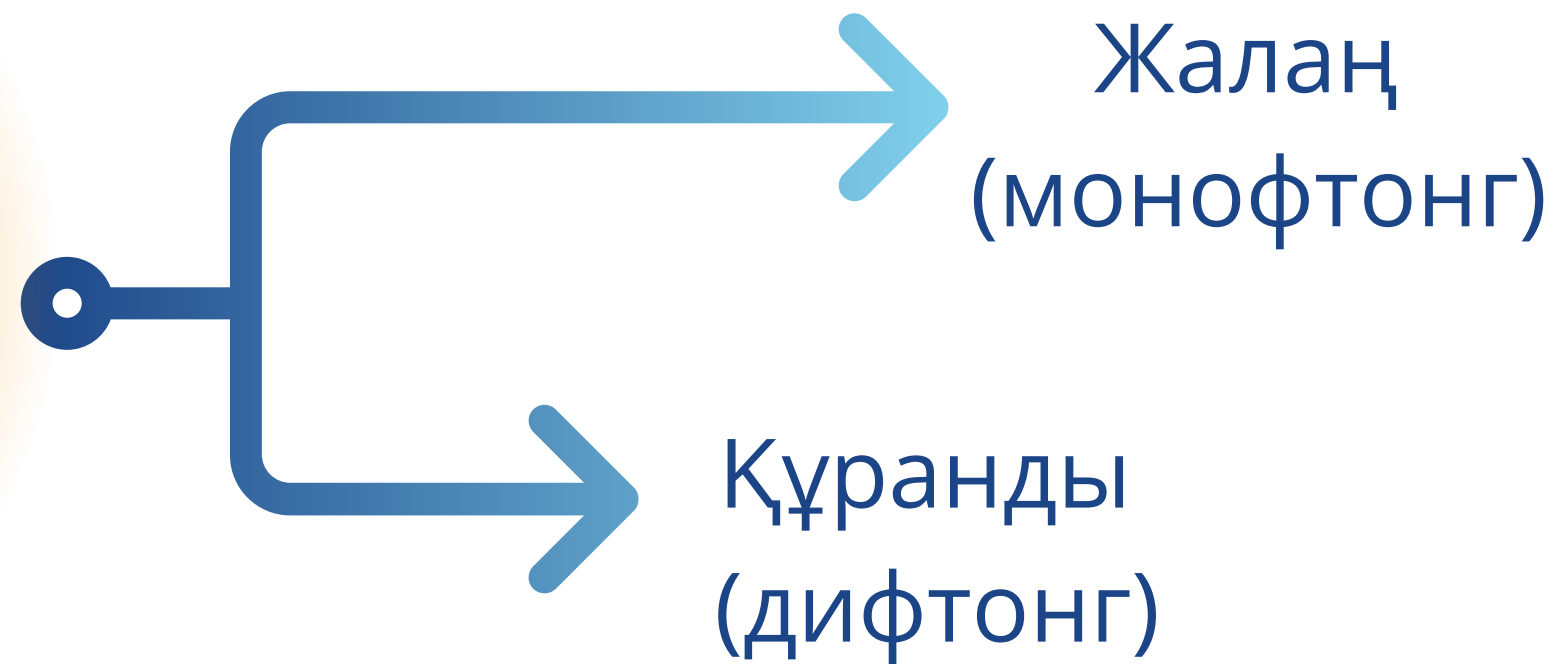 Жалаң
(монофтонг)
Құранды
(дифтонг)